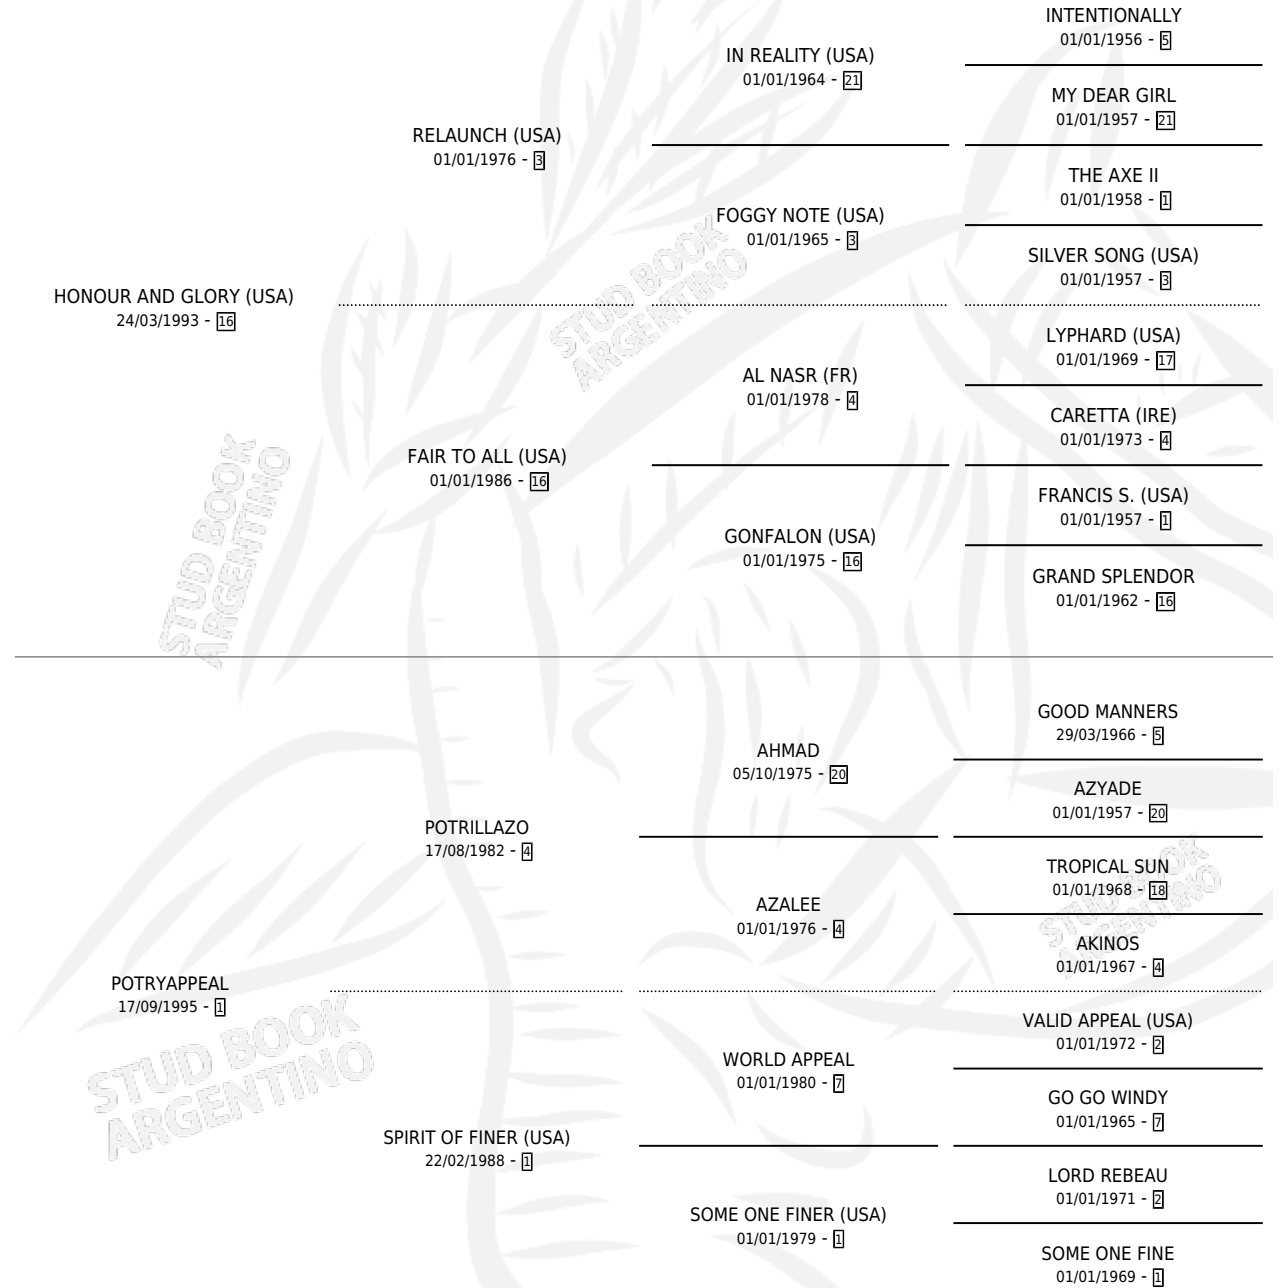 INTENTIONALLY
01/01/1956 - 5
IN REALITY (USA)
01/01/1964 - 21
MY DEAR GIRL
01/01/1957 - 21
RELAUNCH (USA)
01/01/1976 - 3
THE AXE II
01/01/1958 - 1
FOGGY NOTE (USA)
01/01/1965 - 3
SILVER SONG (USA)
01/01/1957 - 3
HONOUR AND GLORY (USA)
24/03/1993 - 16
LYPHARD (USA)
01/01/1969 - 17
AL NASR (FR)
01/01/1978 - 4
CARETTA (IRE)
01/01/1973 - 4
FAIR TO ALL (USA)
01/01/1986 - 16
FRANCIS S. (USA)
01/01/1957 - 1
GONFALON (USA)
01/01/1975 - 16
GRAND SPLENDOR
01/01/1962 - 16
GOOD MANNERS
29/03/1966 - 5
AHMAD
05/10/1975 - 20
AZYADE
01/01/1957 - 20
POTRILLAZO
17/08/1982 - 4
TROPICAL SUN
01/01/1968 - 18
AZALEE
01/01/1976 - 4
AKINOS
01/01/1967 - 4
POTRYAPPEAL
17/09/1995 - 1
VALID APPEAL (USA)
01/01/1972 - 2
WORLD APPEAL
01/01/1980 - 7
GO GO WINDY
01/01/1965 - 7
SPIRIT OF FINER (USA)
22/02/1988 - 1
LORD REBEAU
01/01/1971 - 2
SOME ONE FINER (USA)
01/01/1979 - 1
SOME ONE FINE
01/01/1969 - 1
STUD BOOK
ARGENTINO
STUD BOOK
ARGENTINO
STUD BOOK
ARGENTINO
STUD BOOK
ARGENTINO